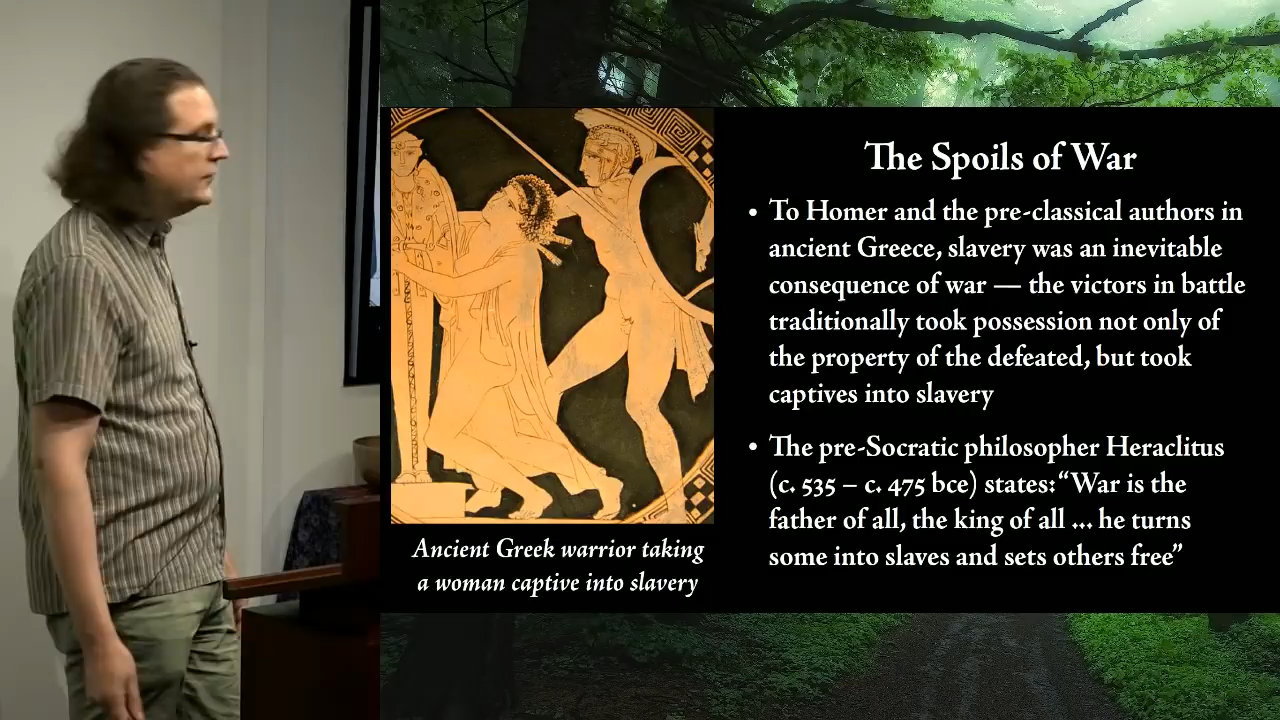 The Spoils of War
• To Homer and the pre-classical authors in
ancient Greece, slavery was an inevitable
consequence of war — the victors in battle
traditionally took possession not only of
the property of the defeated, but took
captives into slavery
• The pre-Socratic philosopher Heraclitus
(c. 535 – c. 475 bce) states: “War is the
father of all, the king of all ... he turns
some into slaves and sets others free”
Ancient Greek warrior taking
a woman captive into slavery